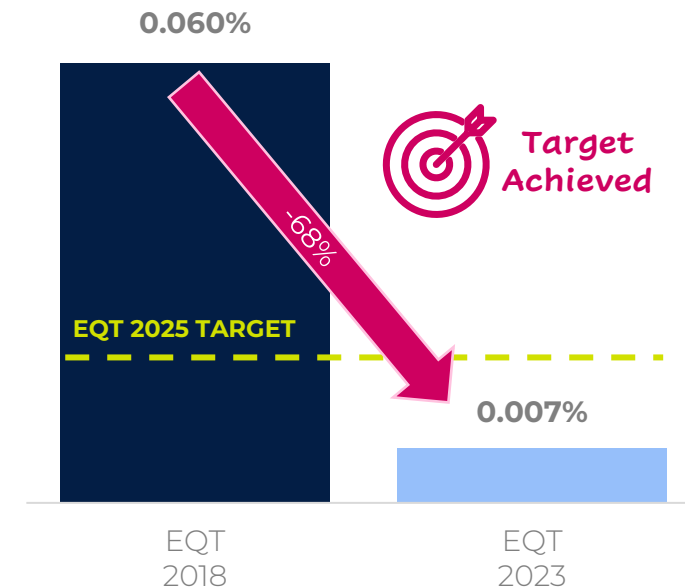 0.060%
Target
Achieved
-68%
EQT 2025 TARGET
0.007%
EQT
2018
EQT
2023